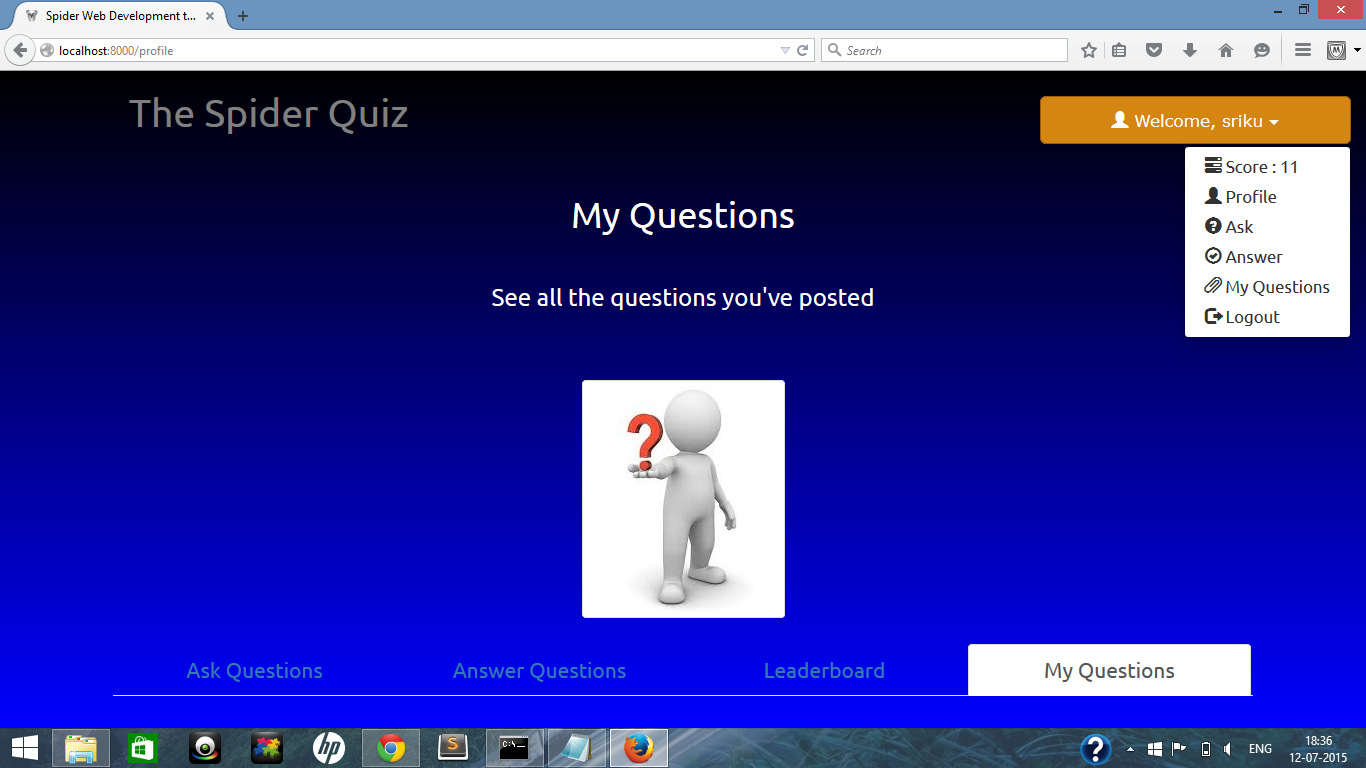 Spider Web Development t...
localhost:8000/profile
Search
The Spider Quiz
Welcome, sriku
Score : 11
Profile
Ask
Answer
My Questions
Logout
My Questions
See all the questions you've posted
?
Ask Questions
Answer Questions
Leaderboard
My Questions
hp
S
C:\
?
ENG
18:36
12-07-2015